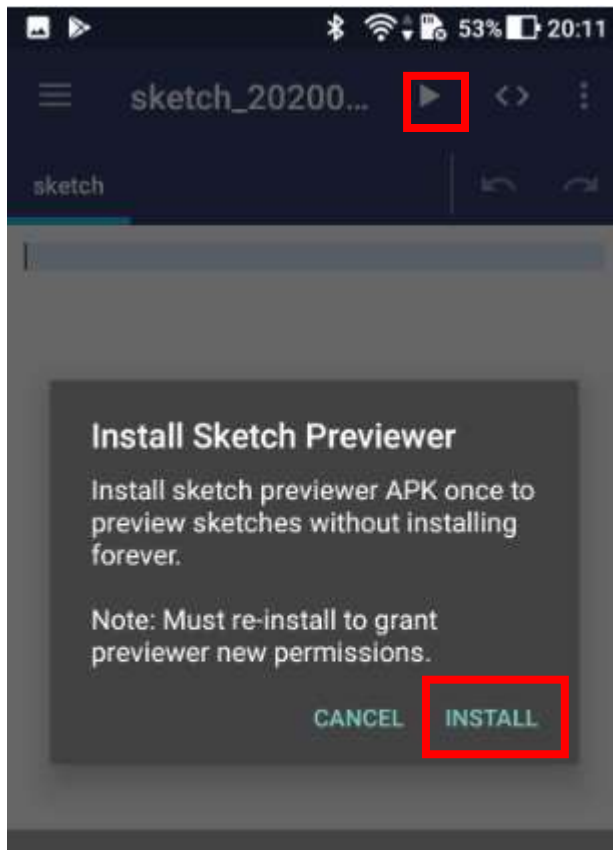 53% 20:11
sketch_20200...
sketch
Install Sketch Previewer
Install sketch previewer APK once to
preview sketches without installing
forever.
Note: Must re-install to grant
previewer new permissions.
CANCEL INSTALL